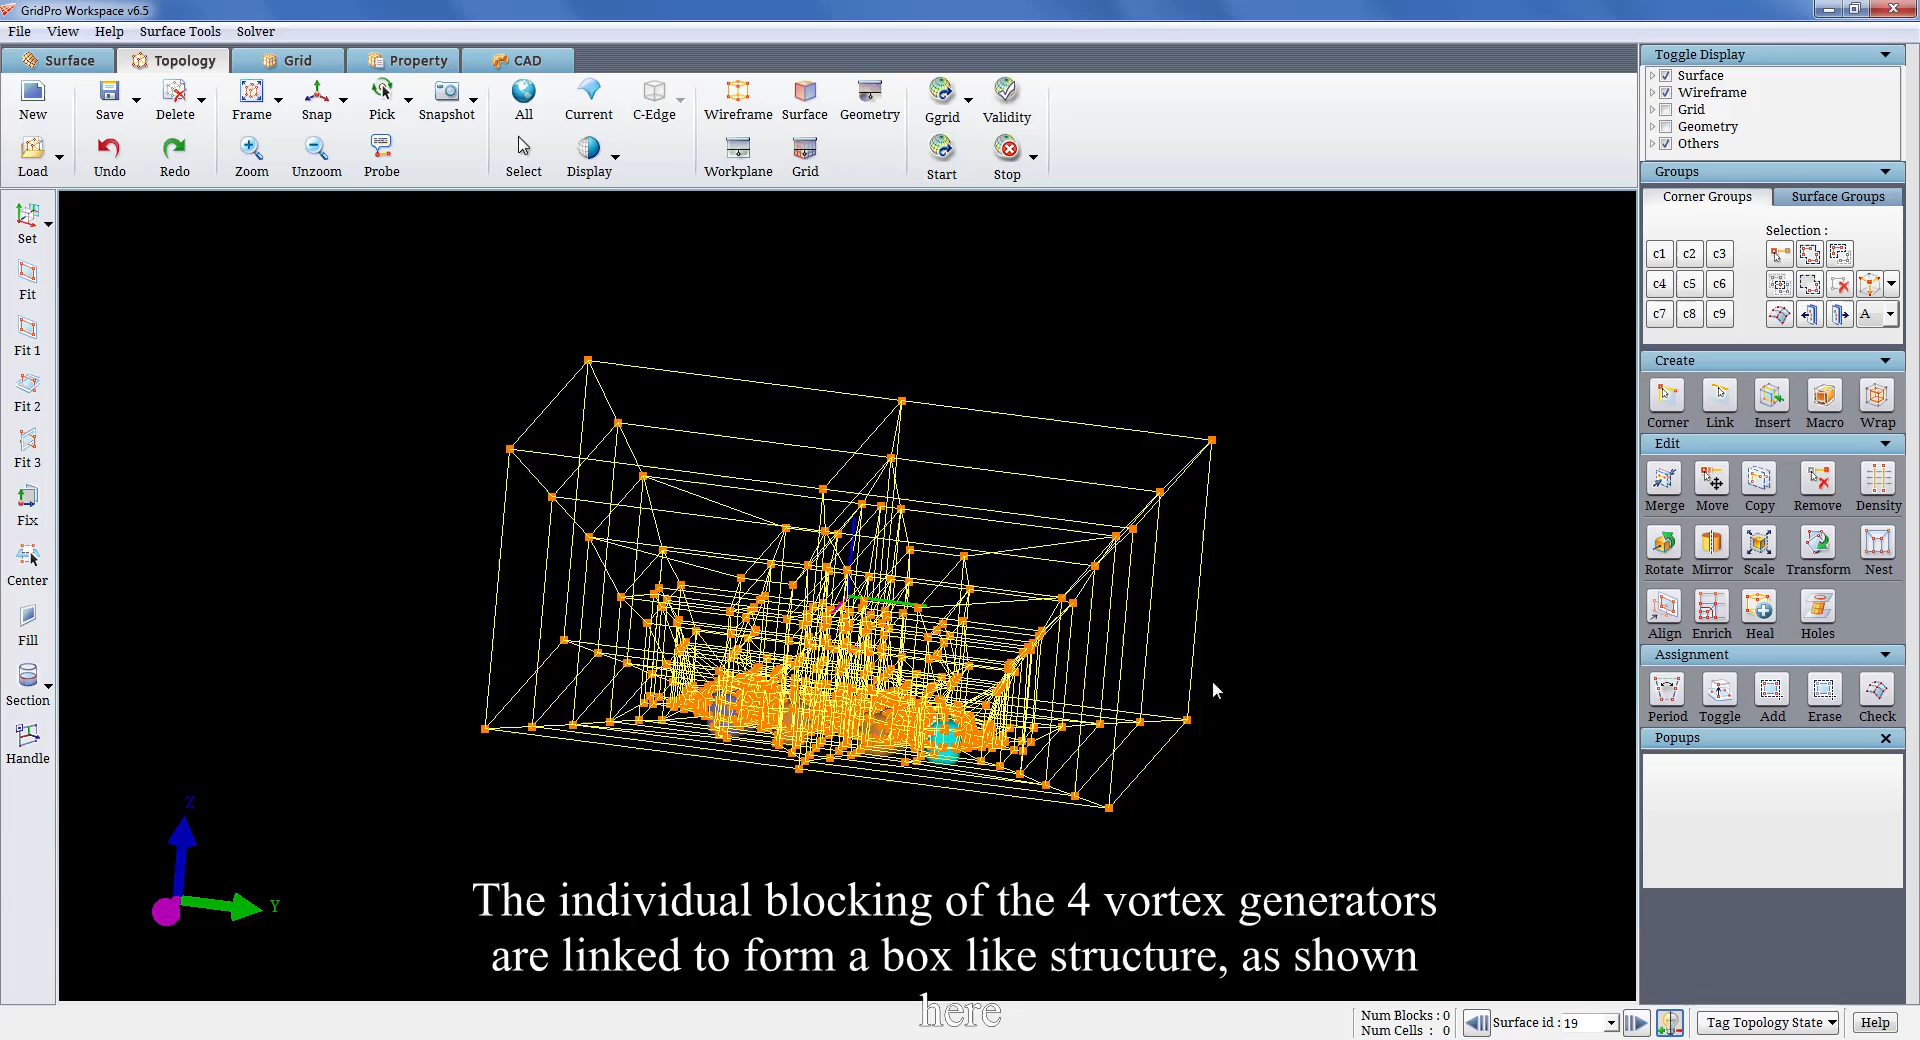 GridPro Workspace v6.5
File View Help Surface Tools Solver
Surface Topology Grid Property CAD
New Save Delete Frame Snap Pick Snapshot All Current C-Edge Wireframe Surface Geometry Ggrid Validity
Load Undo Redo Zoom Unzoom Probe Select Display Workplane Grid Start Stop
Set
Fit
Fit 1
Fit 2
Fit 3
Fix
Center
Fill
Section
Handle
Toggle Display
Surface
Wireframe
Grid
Geometry
Others
Groups
Corner Groups Surface Groups
Selection :
c1 c2 c3
c4 c5 c6
c7 c8 c9 A
Create
Corner Link Insert Macro Wrap
Edit
Merge Move Copy Remove Density
Rotate Mirror Scale Transform Nest
Align Enrich Heal Holes
Assignment
Period Toggle Add Erase Check
Popups
Z
Y
The individual blocking of the 4 vortex generators
are linked to form a box like structure, as shown
here
Num Blocks : 0
Num Cells : 0
Surface id : 19
Tag Topology State
Help